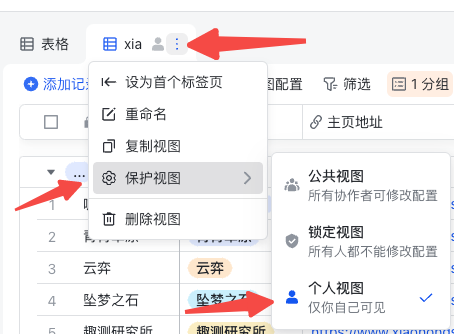 表格 xia
添加记
图配置 筛选 1 分组
设为首个标签页
重命名
复制视图
保护视图
删除视图
主页地址
...
公共视图
所有协作者可修改配置
锁定视图
所有人都不能修改配置
个人视图
仅你自己可见
1
2
3 云弈 云弈
4 坠梦之石 坠梦之石
5 趣测研究所 趣测研究所